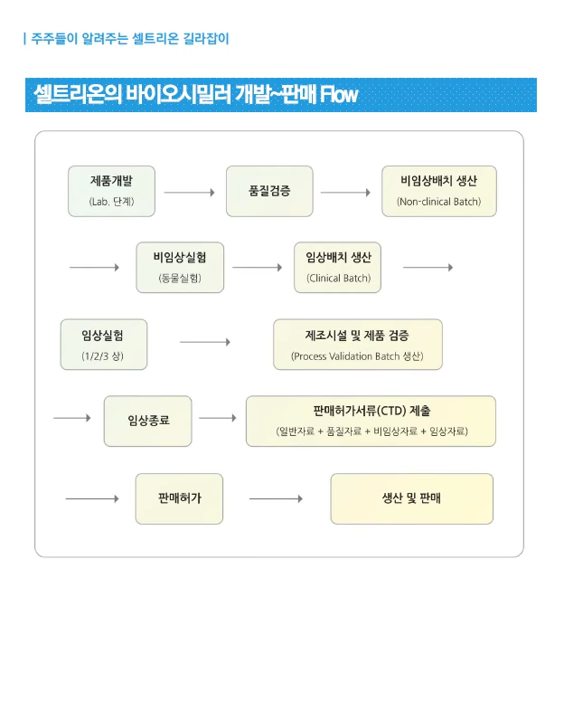 | 주주들이 알려주는 셀트리온 길라잡이
셀트리온의 바이오시밀러 개발~판매 Flow
제품개발
(Lab. 단계)
품질검증
비임상배치 생산
(Non-clinical Batch)
비임상실험
(동물실험)
임상배치 생산
(Clinical Batch)
임상실험
(1/2/3 상)
제조시설 및 제품 검증
(Process Validation Batch 생산)
임상종료
판매허가서류(CTD) 제출
(일반자료 + 품질자료 + 비임상자료 + 임상자료)
판매허가
생산 및 판매